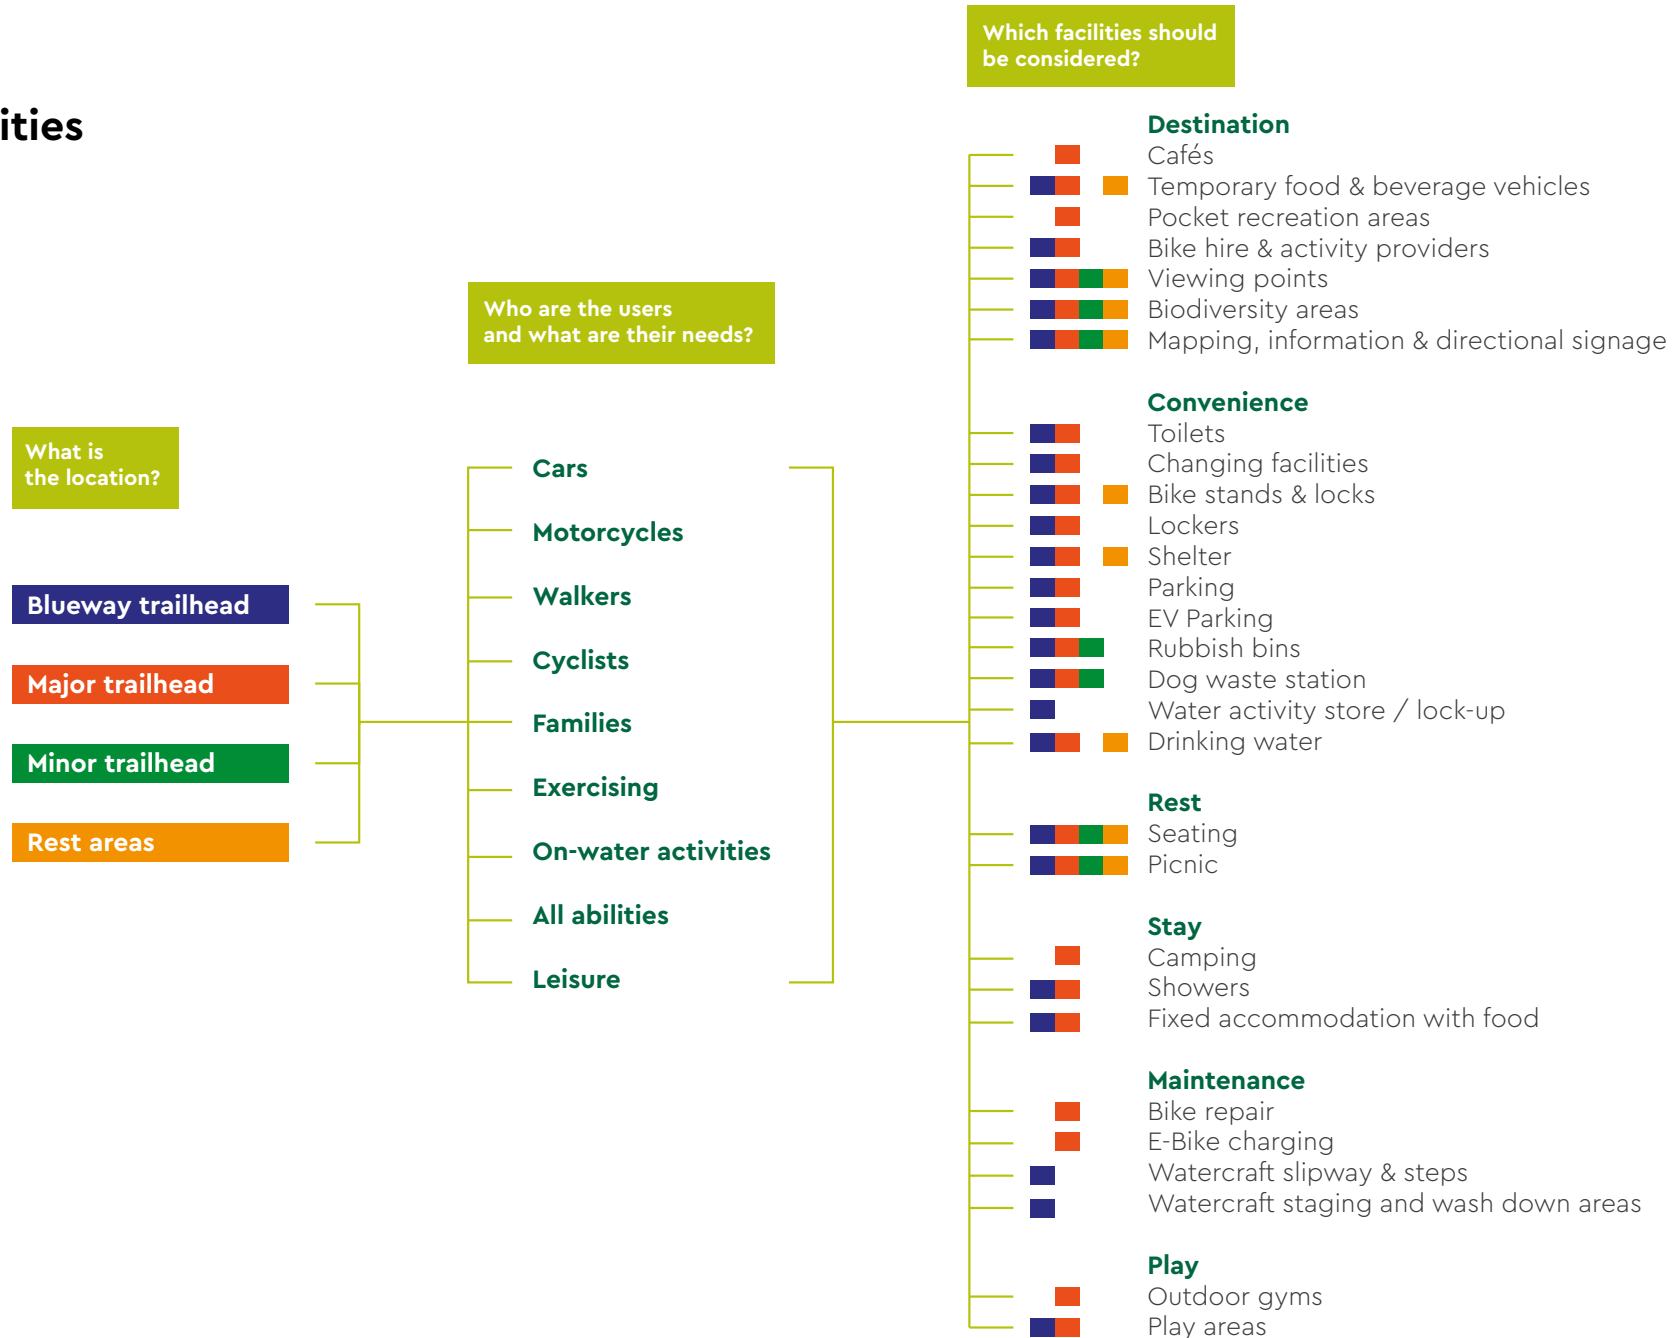 ities
What is
the location?
Blueway trailhead
Major trailhead
Minor trailhead
Rest areas
Who are the users
and what are their needs?
Cars
Motorcycles
Walkers
Cyclists
Families
Exercising
On-water activities
All abilities
Leisure
Which facilities should
be considered?
Destination
Cafés
Temporary food & beverage vehicles
Pocket recreation areas
Bike hire & activity providers
Viewing points
Biodiversity areas
Mapping, information & directional signage
Convenience
Toilets
Changing facilities
Bike stands & locks
Lockers
Shelter
Parking
EV Parking
Rubbish bins
Dog waste station
Water activity store / lock-up
Drinking water
Rest
Seating
Picnic
Stay
Camping
Showers
Fixed accommodation with food
Maintenance
Bike repair
E-Bike charging
Watercraft slipway & steps
Watercraft staging and wash down areas
Play
Outdoor gyms
Play areas